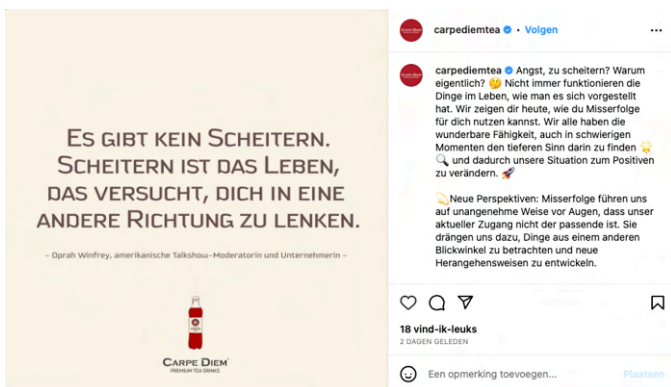 ES GIBT KEIN SCHEITERN.
SCHEITERN IST DAS LEBEN,
DAS VERSUCHT, DICH IN EINE
ANDERE RICHTUNG ZU LENKEN.
- Oprah Winfrey, amerikanische Talkshow-Moderatorin und Unternehmerin -
CARPE DIEM
PREMIUM TEA DRINKS
carpediemtea • Volgen
carpediemtea Angst, zu scheitern? Warum
eigentlich? 🤔 Nicht immer funktionieren die
Dinge im Leben, wie man es sich vorgestellt
hat. Wir zeigen dir heute, wie du Misserfolge
für dich nutzen kannst. Wir alle haben die
wunderbare Fähigkeit, auch in schwierigen
Momenten den tieferen Sinn darin zu finden 🌟
🔍 und dadurch unsere Situation zum Positiven
zu verändern. 🚀
💫Neue Perspektiven: Misserfolge führen uns
auf unangenehme Weise vor Augen, dass unser
aktueller Zugang nicht der passende ist. Sie
drängen uns dazu, Dinge aus einem anderen
Blickwinkel zu betrachten und neue
Herangehensweisen zu entwickeln.
18 vind-ik-leuks
2 DAGEN GELEDEN
Een opmerking toevoegen... Plaatsen